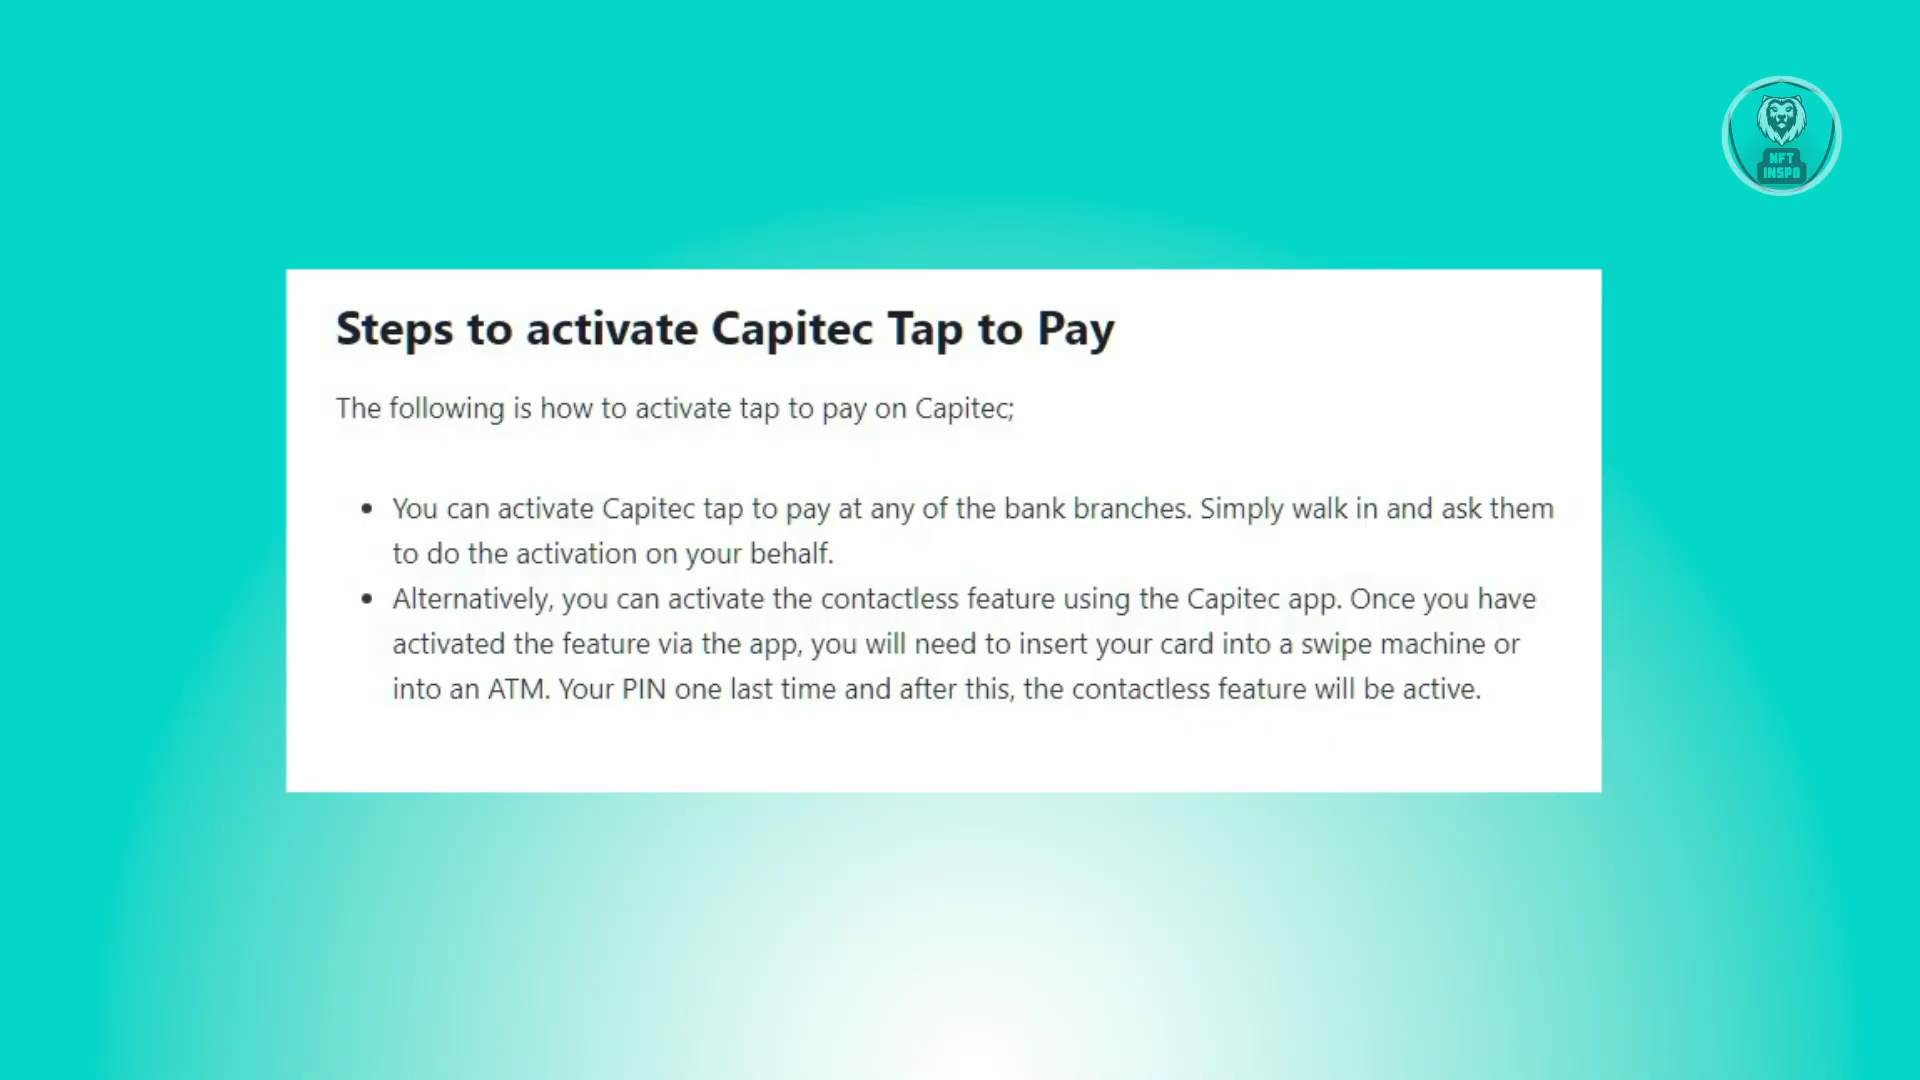 NFT
INSPO
Steps to activate Capitec Tap to Pay
The following is how to activate tap to pay on Capitec;
• You can activate Capitec tap to pay at any of the bank branches. Simply walk in and ask them
to do the activation on your behalf.
• Alternatively, you can activate the contactless feature using the Capitec app. Once you have
activated the feature via the app, you will need to insert your card into a swipe machine or
into an ATM. Your PIN one last time and after this, the contactless feature will be active.